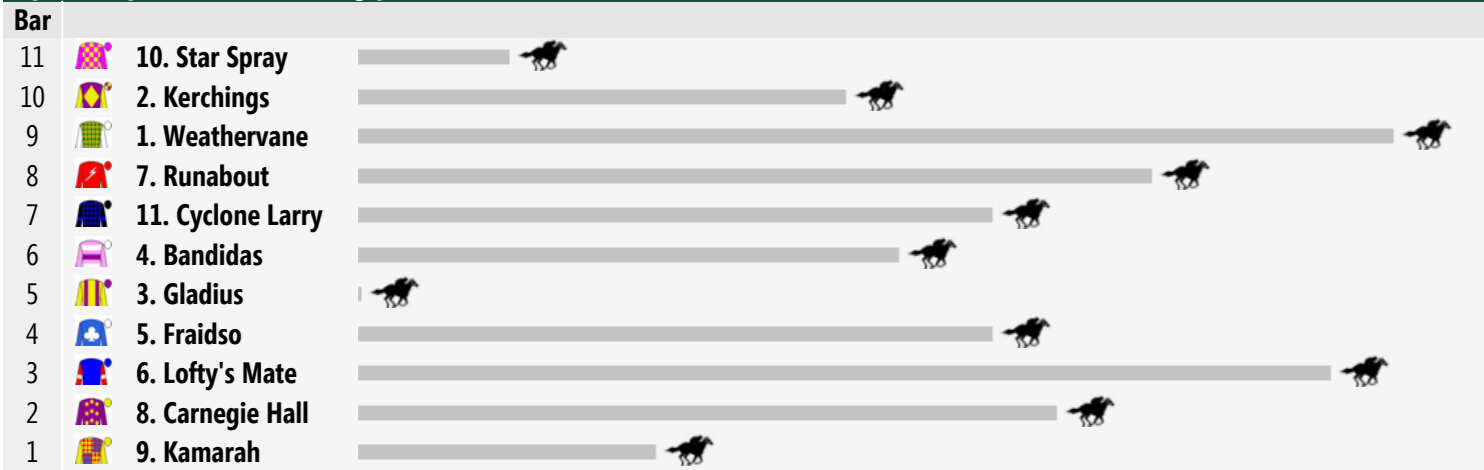 Bar
11 10. Star Spray
10 2. Kerchings
9 1. Weathervane
8 7. Runabout
7 11. Cyclone Larry
6 4. Bandidas
5 3. Gladius
4 5. Fraidso
3 6. Lofty's Mate
2 8. Carnegie Hall
1 9. Kamarah